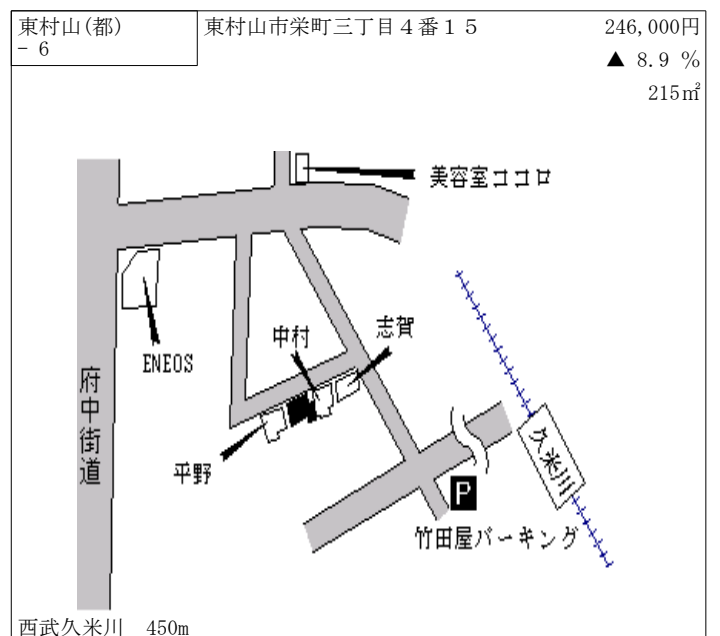 東村山(都)
- 6
東村山市栄町三丁目４番１５
246,000円
▲ 8.9 %
215㎡
美容室ココロ
ENEOS
中村
志賀
府中街道
平野
久米川
P
竹田屋パーキング
西武久米川 450m